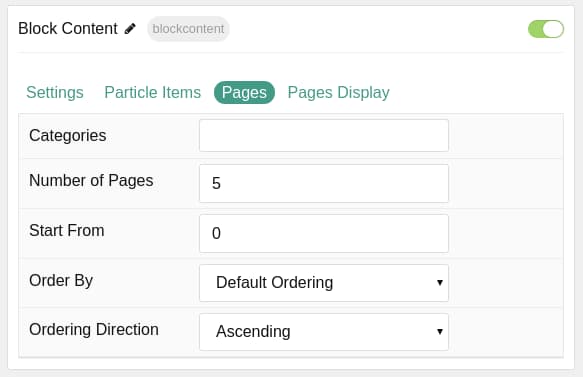 Block Content blockcontent
Settings Particle Items Pages Pages Display
Categories
Number of Pages 5
Start From 0
Order By Default Ordering
Ordering Direction Ascending